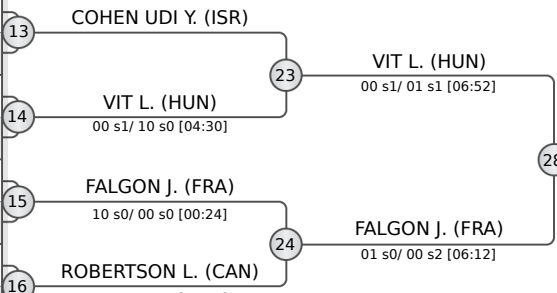 COHEN UDI Y. (ISR)
13
VIT L. (HUN)
23
00 s1/ 01 s1 [06:52]
VIT L. (HUN)
14
00 s1/ 10 s0 [04:30]
28
FALGON J. (FRA)
15
10 s0/ 00 s0 [00:24]
FALGON J. (FRA)
24
01 s0/ 00 s2 [06:12]
ROBERTSON L. (CAN)
16